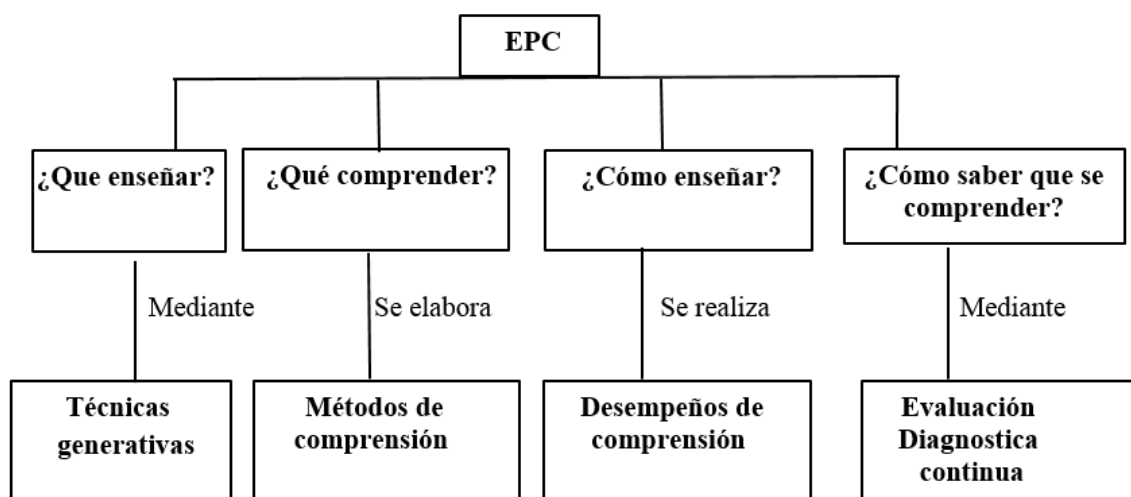 EPC
¿Que enseñar?
¿Qué comprender?
¿Cómo enseñar?
¿Cómo saber que se
comprender?
Mediante
Se elabora
Se realiza
Mediante
Técnicas
generativas
Métodos de
comprensión
Desempeños de
comprensión
Evaluación
Diagnostica
continua